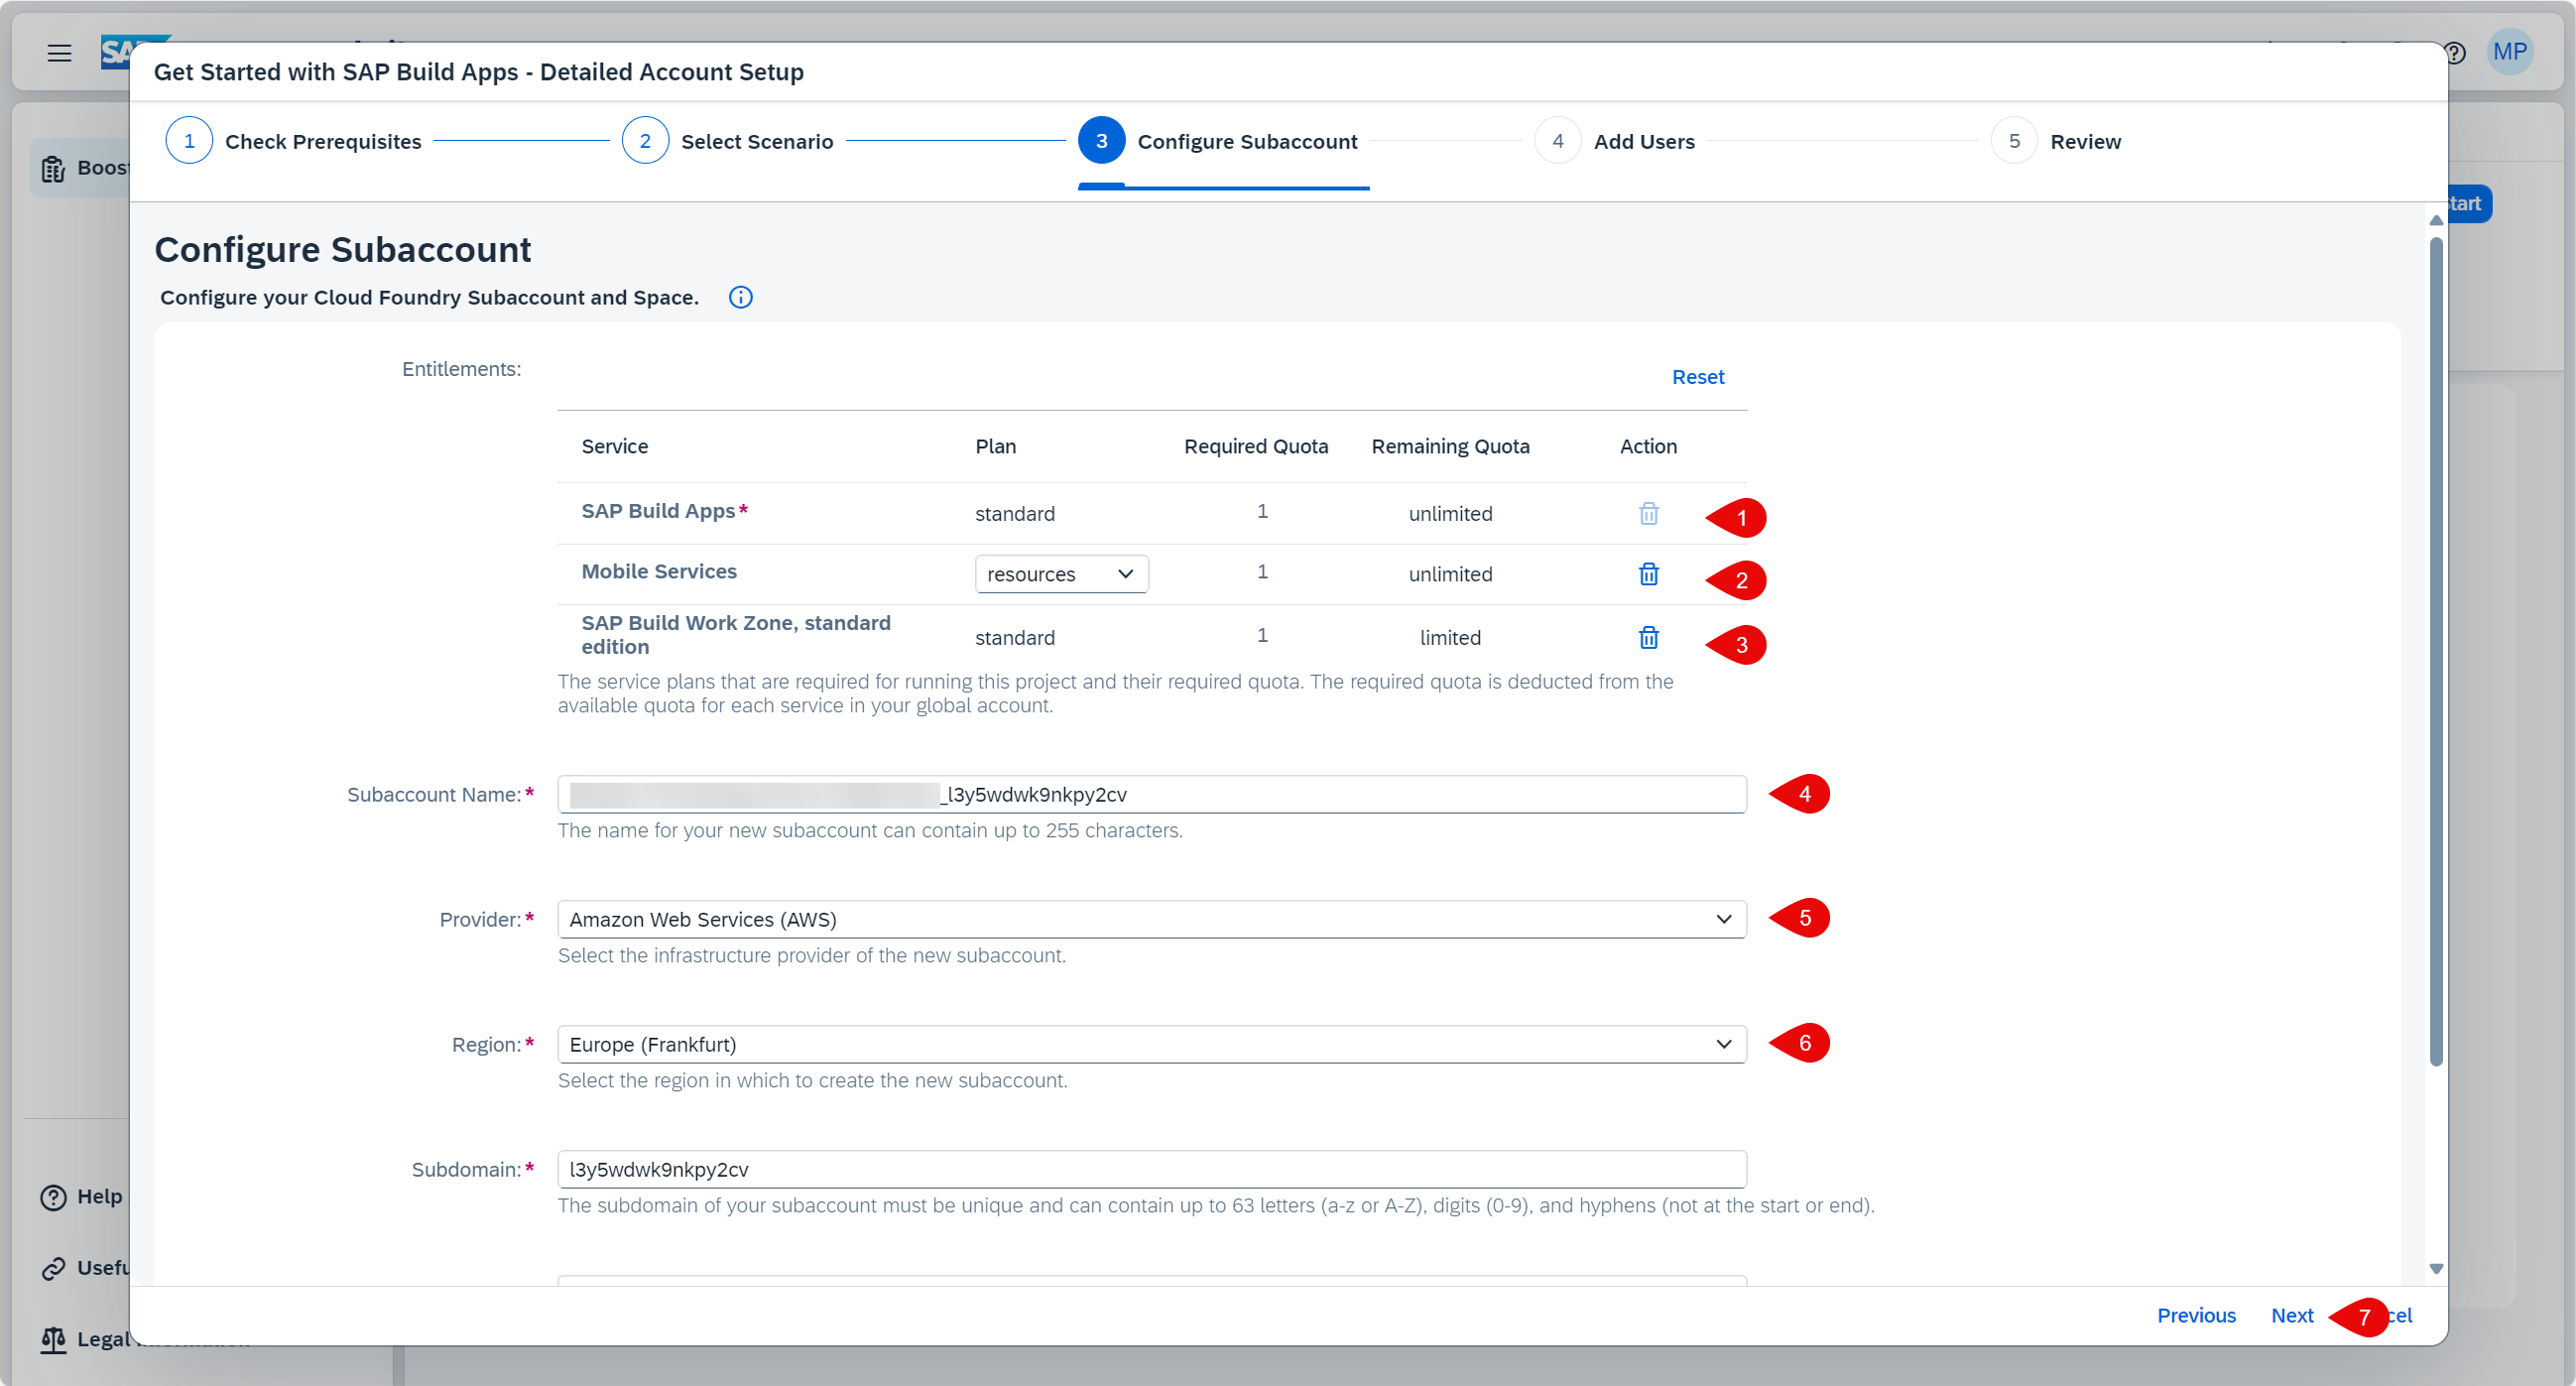 SAP
MP
Get Started with SAP Build Apps - Detailed Account Setup
1 Check Prerequisites 2 Select Scenario 3 Configure Subaccount 4 Add Users 5 Review
Configure Subaccount
Configure your Cloud Foundry Subaccount and Space.
Entitlements:
Reset
Service Plan Required Quota Remaining Quota Action
SAP Build Apps* standard 1 unlimited 1
Mobile Services resources 1 unlimited 2
SAP Build Work Zone, standard
edition standard 1 limited 3
The service plans that are required for running this project and their required quota. The required quota is deducted from the
available quota for each service in your global account.
Subaccount Name:* _l3y5wdwk9nkpy2cv 4
The name for your new subaccount can contain up to 255 characters.
Provider:* Amazon Web Services (AWS) 5
Select the infrastructure provider of the new subaccount.
Region:* Europe (Frankfurt) 6
Select the region in which to create the new subaccount.
Subdomain:* l3y5wdwk9nkpy2cv
The subdomain of your subaccount must be unique and can contain up to 63 letters (a-z or A-Z), digits (0-9), and hyphens (not at the start or end).
Previous Next 7 cel
Boost
tart
Help
Usefu
Legal